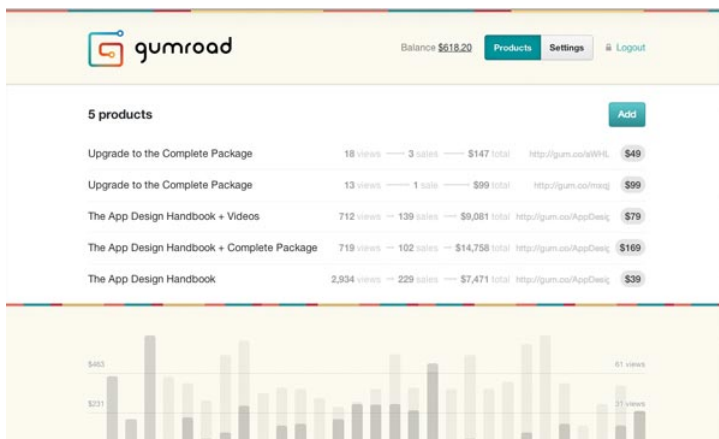 gumroad
Balance $618.20 Products Settings Logout
5 products Add
Upgrade to the Complete Package 18 views 3 sales $147 total http://gum.co/aWHL $49
Upgrade to the Complete Package 13 views 1 sale $99 total http://gum.co/mxqj $99
The App Design Handbook + Videos 712 views 139 sales $9,081 total http://gum.co/AppDesig $79
The App Design Handbook + Complete Package 719 views 102 sales $14,758 total http://gum.co/AppDesig $169
The App Design Handbook 2,934 views 229 sales $7,471 total http://gum.co/AppDesig $39
$463 61 views
$231 31 views